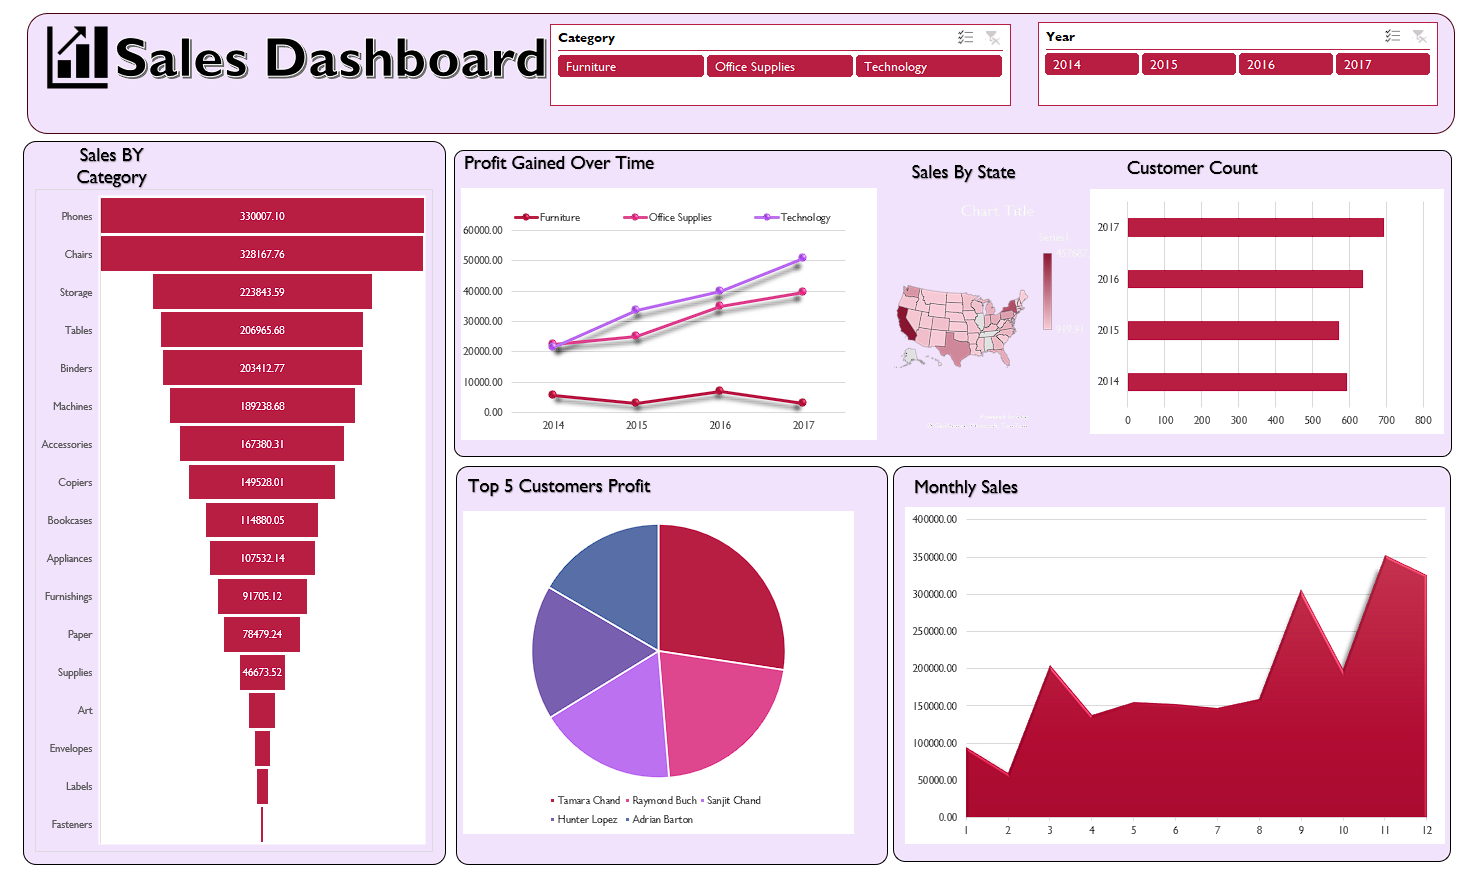 Sales Dashboard
Category
Furniture
Office Supplies
Technology
Year
2014
2015
2016
2017
Sales BY
Category
Phones
330007.10
Chairs
328167.76
Storage
223843.59
Tables
206965.68
Binders
203412.77
Machines
189238.68
Accessories
167380.31
Copiers
149528.01
Bookcases
114880.05
Appliances
107532.14
Furnishings
91705.12
Paper
78479.24
Supplies
46673.52
Art
Envelopes
Labels
Fasteners
Profit Gained Over Time
Furniture
Office Supplies
Technology
60000.00
50000.00
40000.00
30000.00
20000.00
10000.00
0.00
2014
2015
2016
2017
Sales By State
Chart Title
Series1
Customer Count
2017
2016
2015
2014
0
100
200
300
400
500
600
700
800
Top 5 Customers Profit
Tamara Chand
Raymond Buch
Sanjit Chand
Hunter Lopez
Adrian Barton
Monthly Sales
400000.00
350000.00
300000.00
250000.00
200000.00
150000.00
100000.00
50000.00
0.00
1
2
3
4
5
6
7
8
9
10
11
12